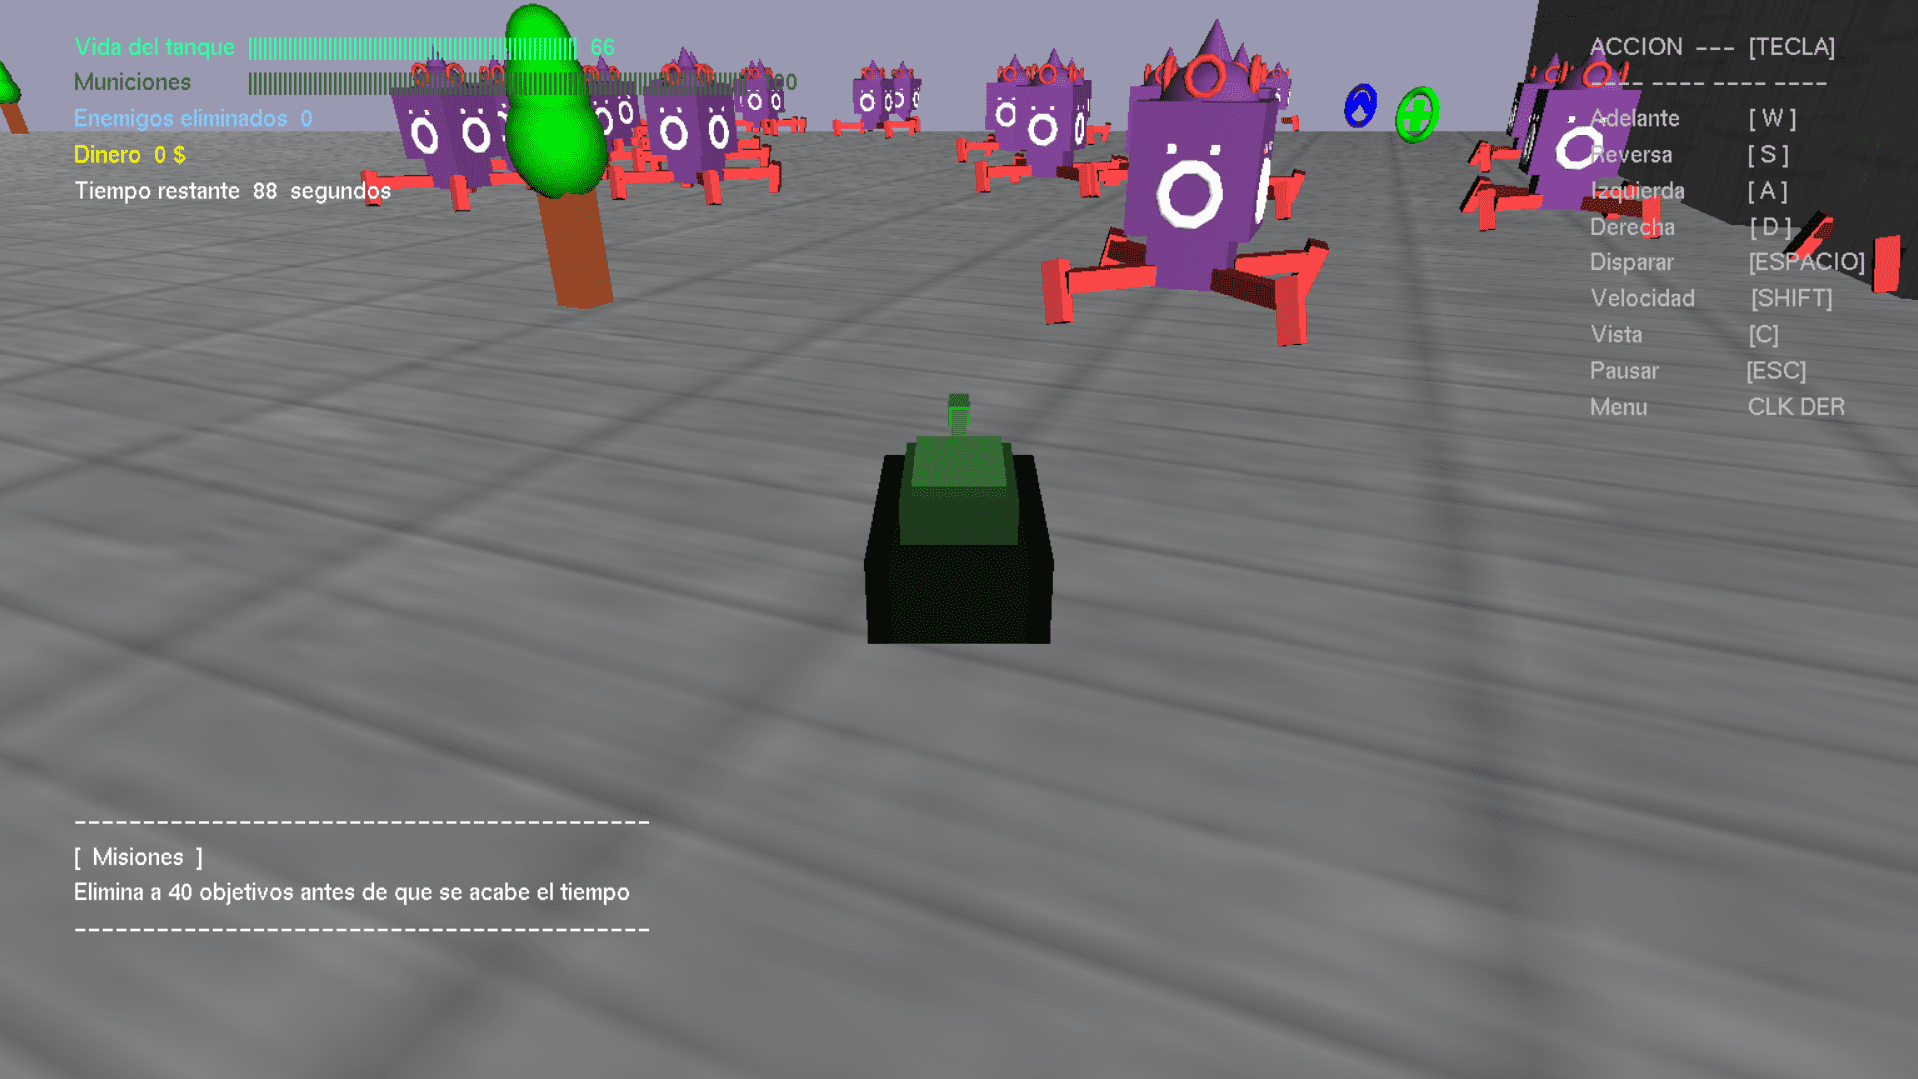 Vida del tanque 66
Municiones
Enemigos eliminados 0
Dinero 0 $
Tiempo restante 88 segundos
ACCION --- [TECLA]
Adelante [ W ]
Reversa [ S ]
Izquierda [ A ]
Derecha [ D ]
Disparar [ESPACIO]
Velocidad [SHIFT]
Vista [C]
Pausar [ESC]
Menu CLK DER
[ Misiones ]
Elimina a 40 objetivos antes de que se acabe el tiempo